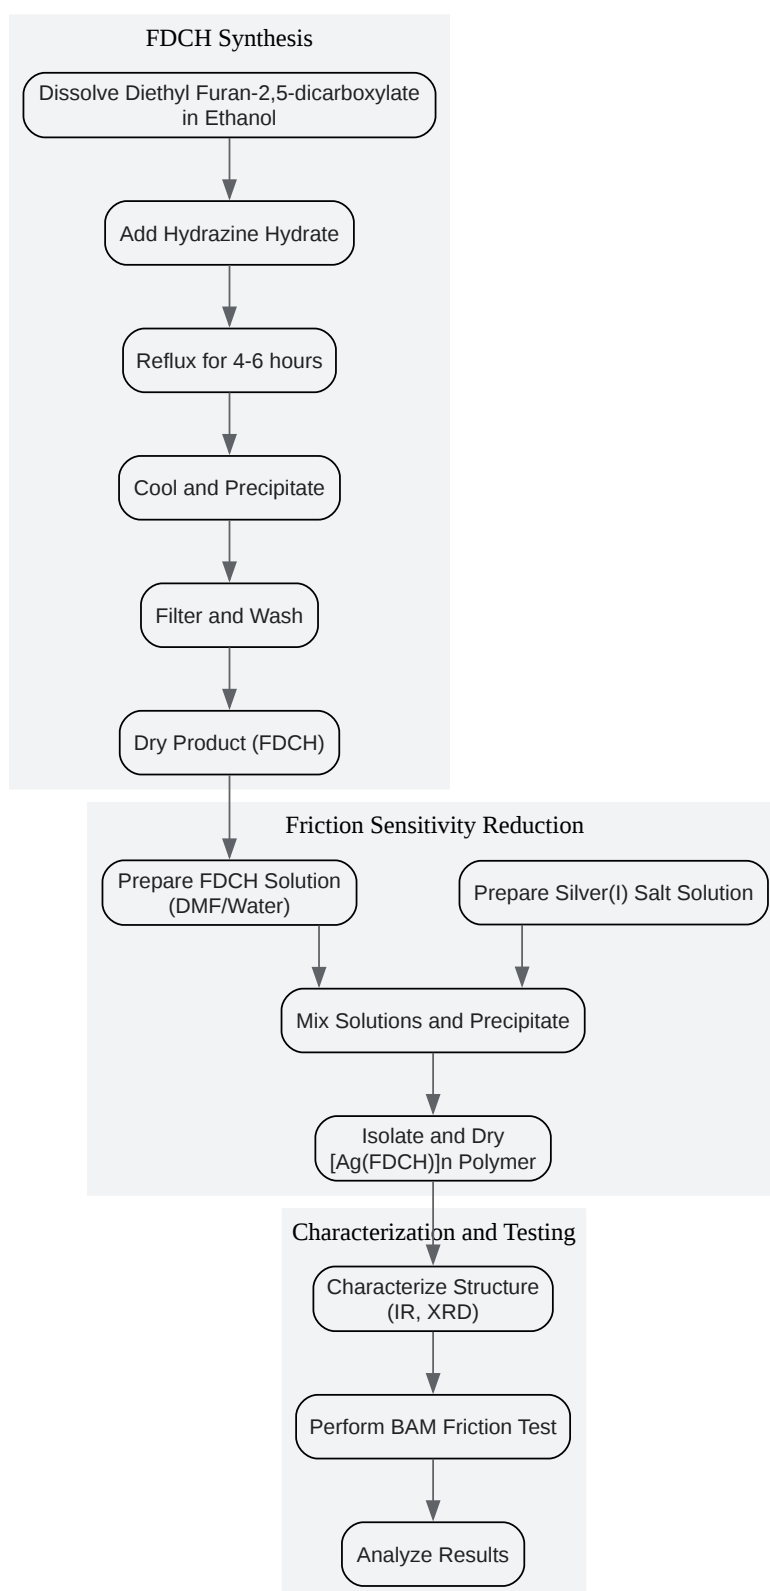 FDCH Synthesis
Dissolve Diethyl Furan-2,5-dicarboxylate
in Ethanol
Add Hydrazine Hydrate
Reflux for 4-6 hours
Cool and Precipitate
Filter and Wash
Dry Product (FDCH)
Friction Sensitivity Reduction
Prepare FDCH Solution
(DMF/Water)
Prepare Silver(I) Salt Solution
Mix Solutions and Precipitate
Isolate and Dry
[Ag(FDCH)]n Polymer
Characterization and Testing
Characterize Structure
(IR, XRD)
Perform BAM Friction Test
Analyze Results